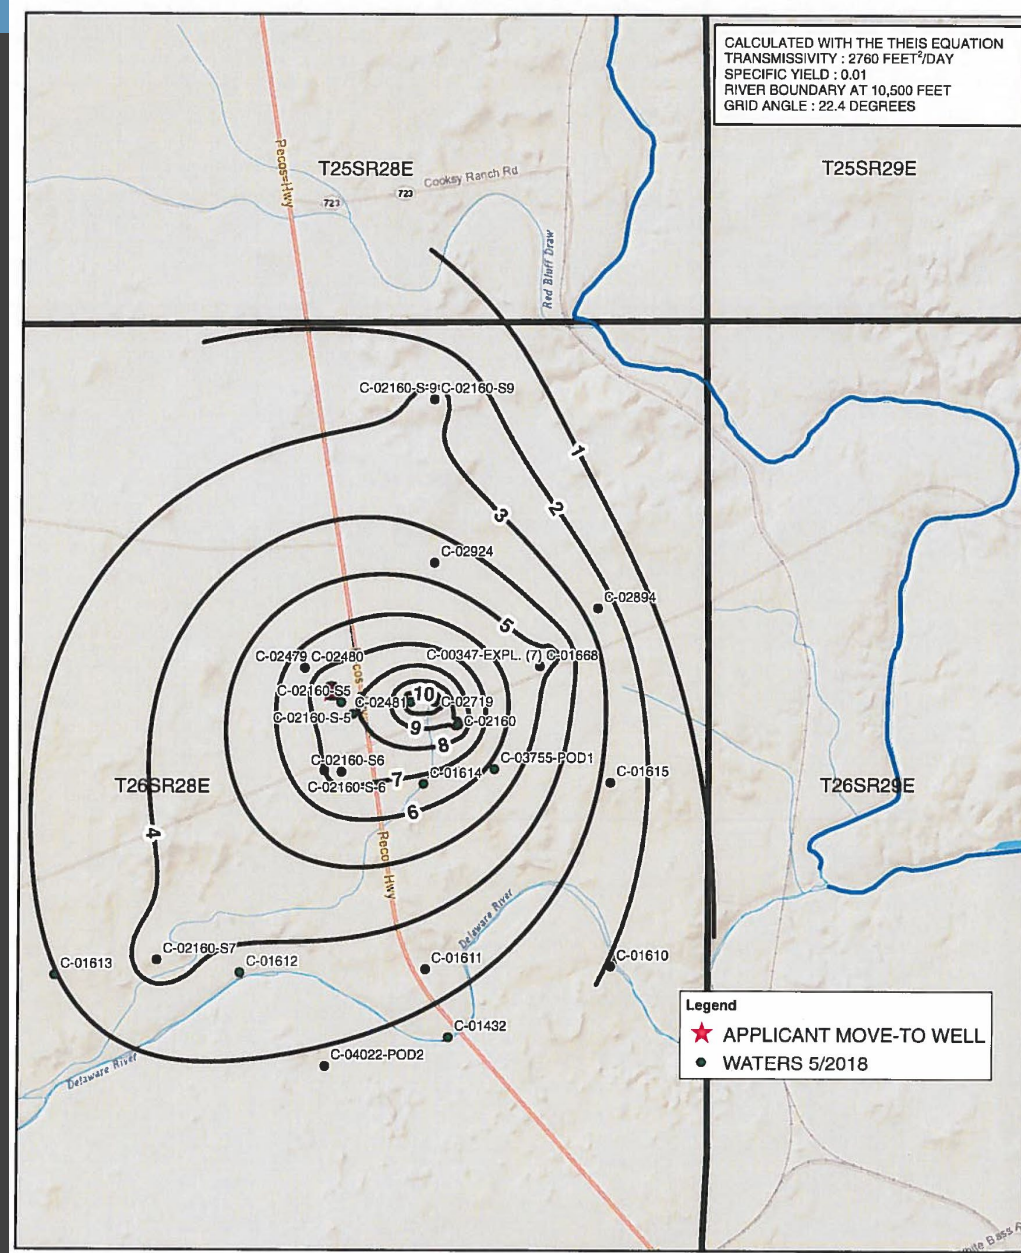 CALCULATED WITH THE THEIS EQUATION
TRANSMISSIVITY : 2760 FEET²/DAY
SPECIFIC YIELD : 0.01
RIVER BOUNDARY AT 10,500 FEET
GRID ANGLE : 22.4 DEGREES
T25SR28E
T25SR29E
Pecos Hwy
Cooksy Ranch Rd
723
723
Red Bluff Draw
C-02160-S-9
C-02160-S9
1
2
3
C-02924
C-02894
5
C-02479
C-02480
C-00347-EXPL. (7)
C-01668
C-02160-S5
10
C-02481
C-02719
C-02160-S-5
C-02160
9
8
C-02160-S6
C-03755-POD1
C-01614
C-01615
7
C-02160-S-6
T26SR28E
T26SR29E
6
4
Pecos Hwy
Delaware River
C-02160-S7
C-01613
C-01612
C-01611
C-01610
C-01432
C-04022-POD2
Delaware River
Legend
APPLICANT MOVE-TO WELL
WATERS 5/2018
White Bass R